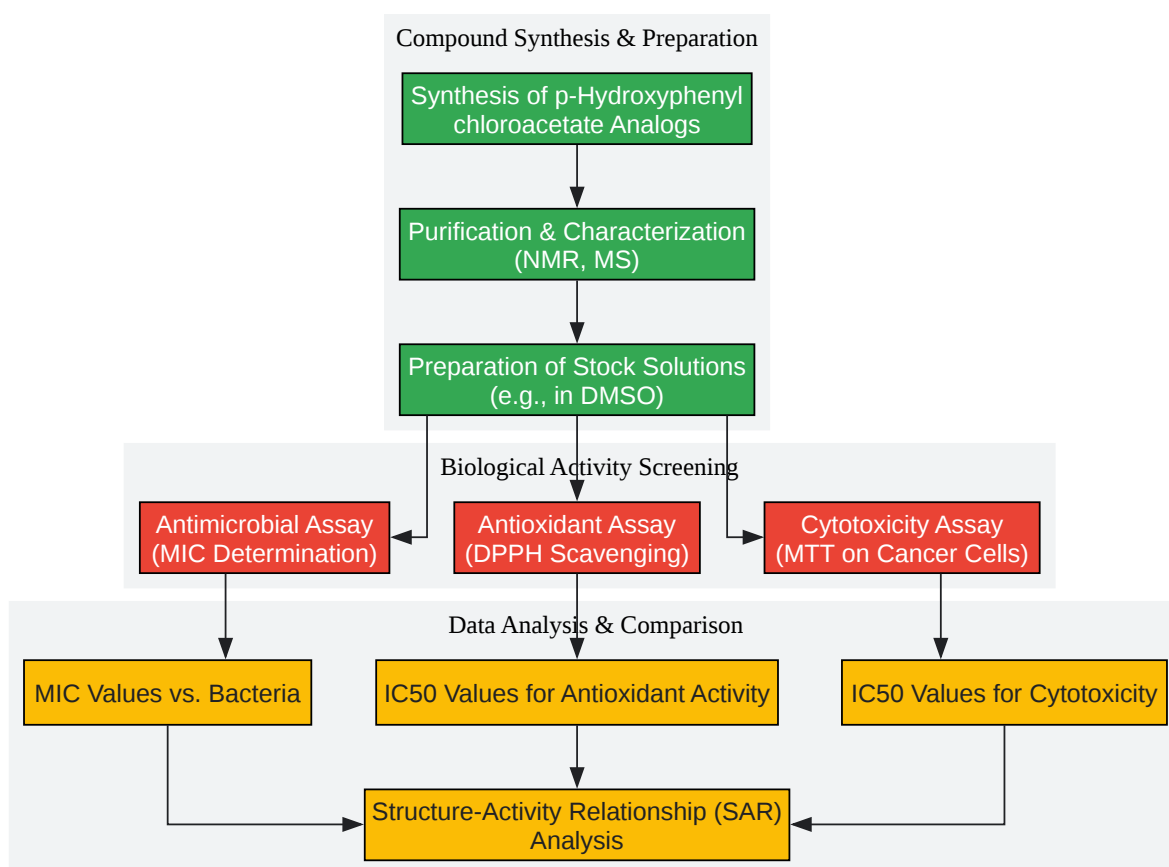 Compound Synthesis & Preparation
Synthesis of p-Hydroxyphenyl
chloroacetate Analogs
Purification & Characterization
(NMR, MS)
Preparation of Stock Solutions
(e.g., in DMSO)
Biological Activity Screening
Antimicrobial Assay
(MIC Determination)
Antioxidant Assay
(DPPH Scavenging)
Cytotoxicity Assay
(MTT on Cancer Cells)
Data Analysis & Comparison
MIC Values vs. Bacteria
IC50 Values for Antioxidant Activity
IC50 Values for Cytotoxicity
Structure-Activity Relationship (SAR)
Analysis